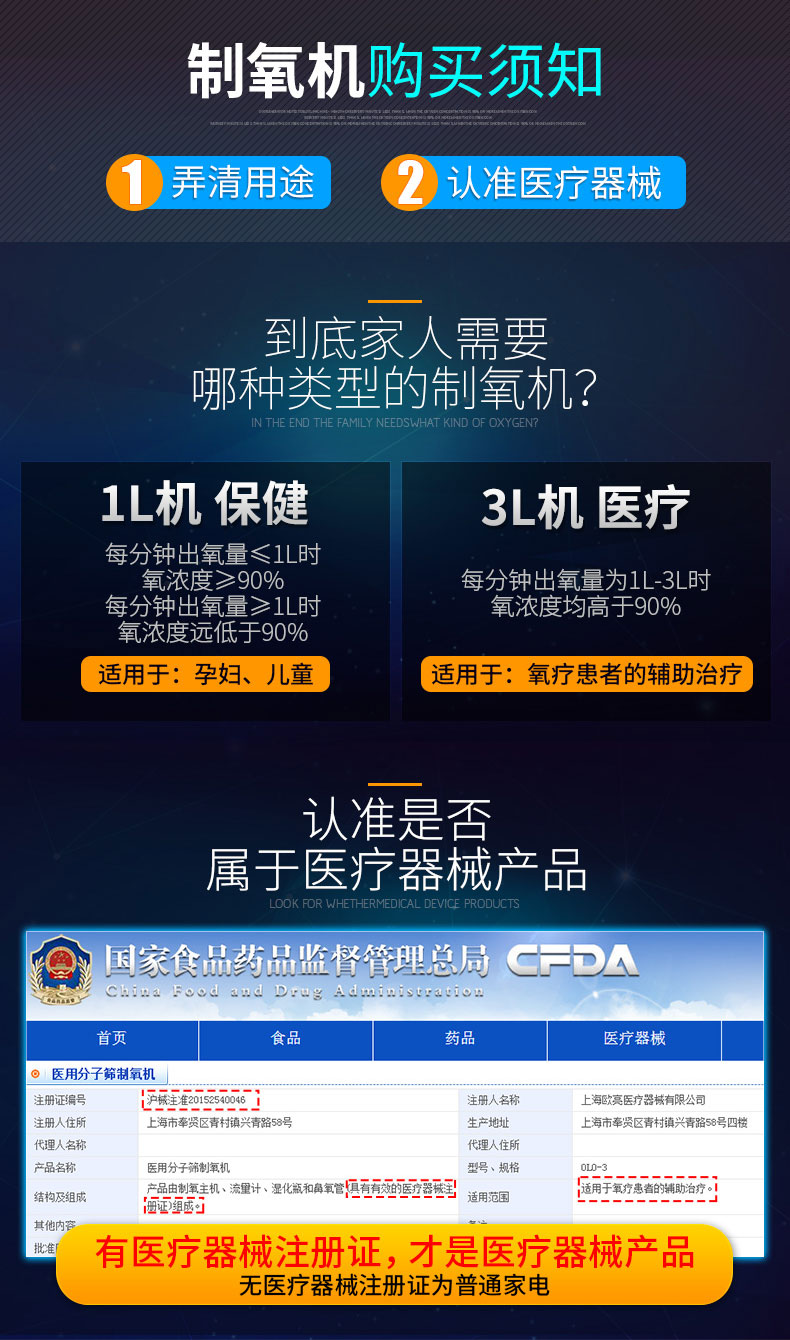 制氧机购买须知
1 弄清用途
2 认准医疗器械
到底家人需要
哪种类型的制氧机？
IN THE END THE FAMILY NEEDSWHAT KIND OF OXYGEN?
1L机 保健
每分钟出氧量≤1L时
氧浓度≥90%
每分钟出氧量≥1L时
氧浓度远低于90%
适用于：孕妇、儿童
3L机 医疗
每分钟出氧量为1L-3L时
氧浓度均高于90%
适用于：氧疗患者的辅助治疗
认准是否
属于医疗器械产品
LOOK FOR WHETHERMEDICAL DEVICE PRODUCTS
国家食品药品监督管理总局 CFDA
China Food and Drug Administration
首页 食品 药品 医疗器械
医用分子筛制氧机
注册证编号 沪械注准20152540046 注册人名称 上海欧亮医疗器械有限公司
注册人住所 上海市奉贤区青村镇兴青路58号 生产地址 上海市奉贤区青村镇兴青路58号四楼
代理人名称 代理人住所
产品名称 医用分子筛制氧机 型号、规格 OLO-3
结构及组成 产品由制氧主机、流量计、湿化瓶和鼻氧管(具有有效的医疗器械注
册证)组成。 适用范围 适用于氧疗患者的辅助治疗。
其他内容
有医疗器械注册证，才是医疗器械产品
无医疗器械注册证为普通家电